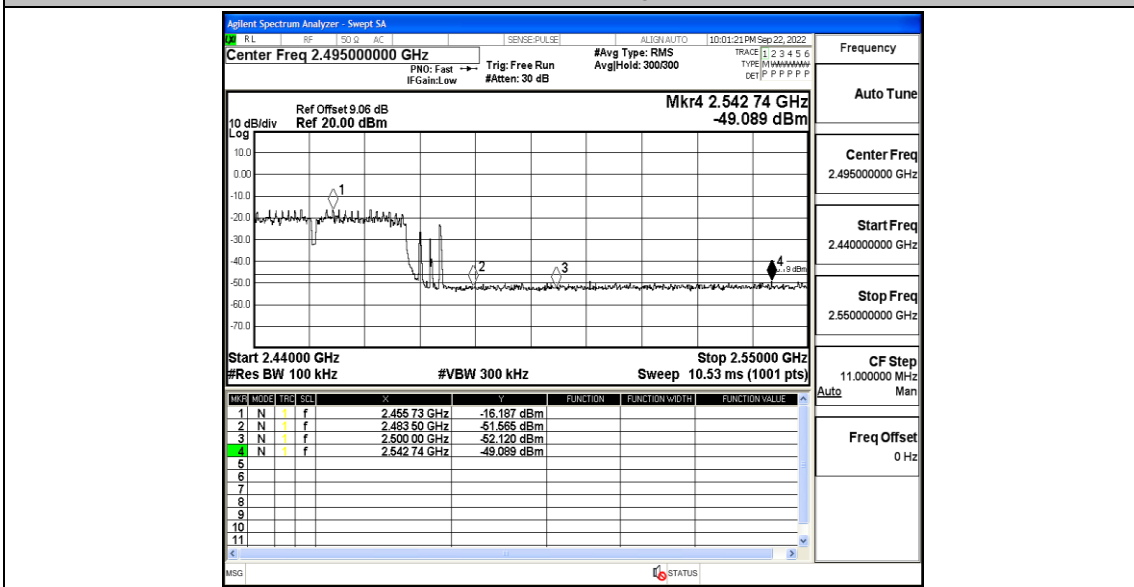 Agilent Spectrum Analyzer - Swept SA
RL RF 50 Ω AC SENSE:PULSE ALIGN AUTO 10:01:21 PM Sep 22, 2022
Center Freq 2.495000000 GHz
PNO: Fast
IFGain:Low
Trig: Free Run
#Atten: 30 dB
#Avg Type: RMS
Avg|Hold: 300/300
TRACE 1 2 3 4 5 6
TYPE M
DET P P P P P P
Ref Offset 9.06 dB
10 dB/div Ref 20.00 dBm
Log
Mkr4 2.542 74 GHz
-49.089 dBm
10.0
0.00
-10.0
-20.0
-30.0
-40.0
-50.0
-60.0
-70.0
1
2
3
4
Start 2.44000 GHz Stop 2.55000 GHz
#Res BW 100 kHz #VBW 300 kHz Sweep 10.53 ms (1001 pts)
MKR MODE TRC SCL X Y FUNCTION FUNCTION WIDTH FUNCTION VALUE
1 N 1 f 2.455 73 GHz -16.187 dBm
2 N 1 f 2.483 50 GHz -51.565 dBm
3 N 1 f 2.500 00 GHz -52.120 dBm
4 N 1 f 2.542 74 GHz -49.089 dBm
5
6
7
8
9
10
11
MSG STATUS
Frequency
Auto Tune
Center Freq
2.495000000 GHz
Start Freq
2.440000000 GHz
Stop Freq
2.550000000 GHz
CF Step
11.000000 MHz
Auto Man
Freq Offset
0 Hz